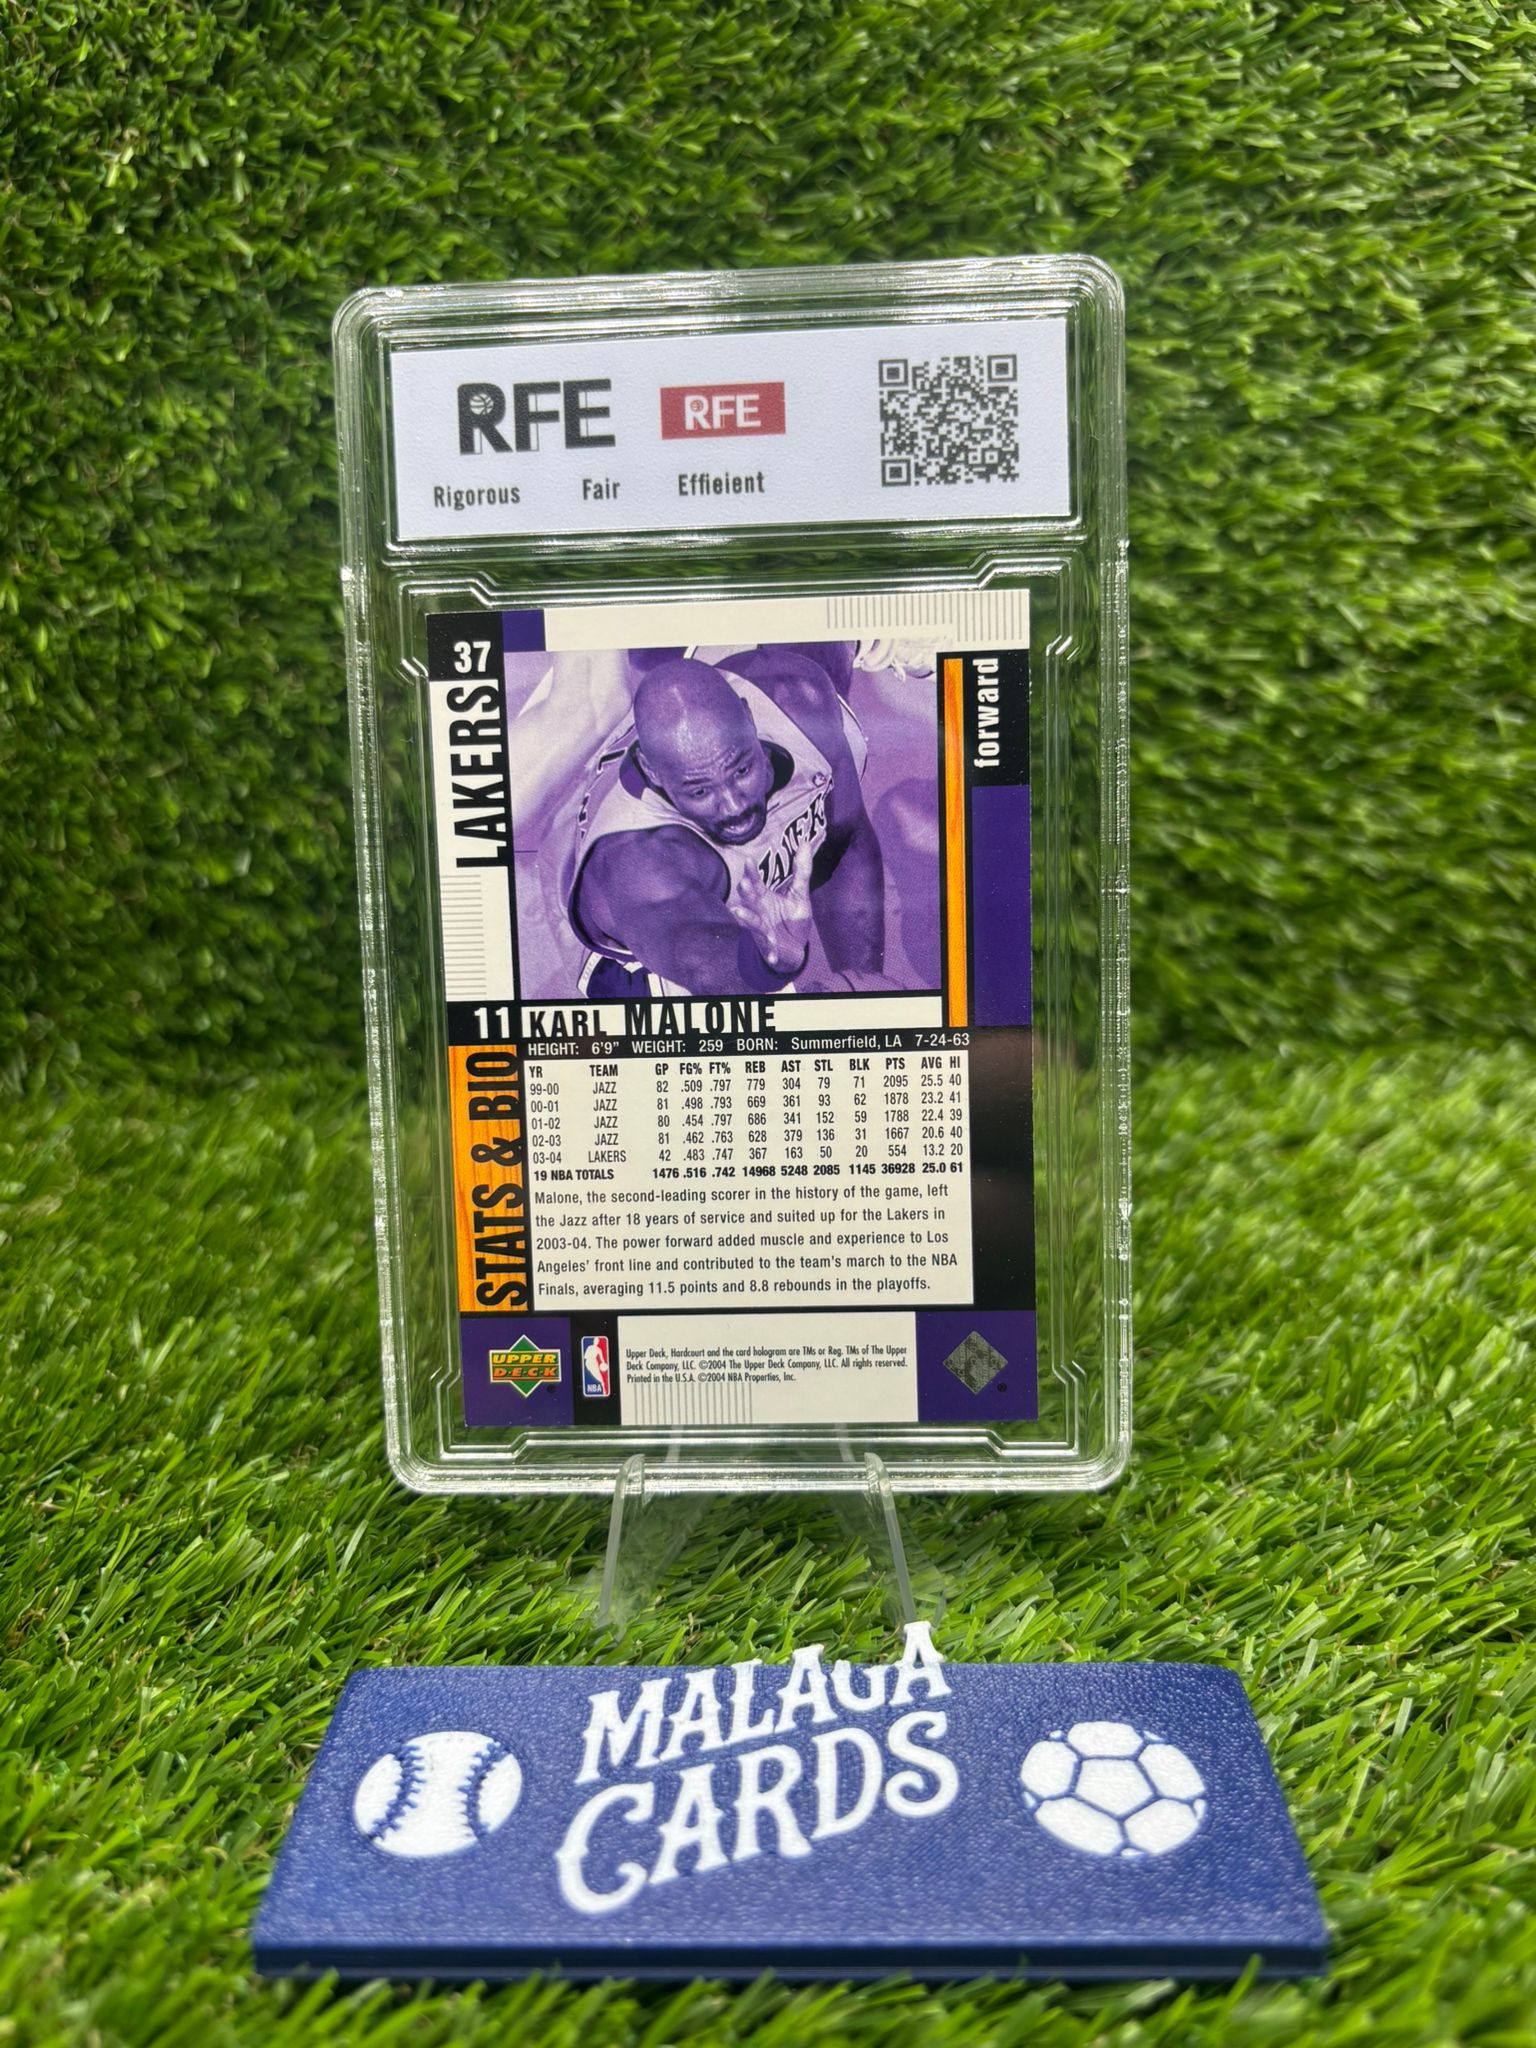 RFE
RFE
Rigorous Fair Effieient
37
LAKERS
forward
LAKERS
11 KARL MALONE
HEIGHT: 6'9" WEIGHT: 259 BORN: Summerfield, LA 7-24-63
STATS & BIO
YR TEAM GP FG% FT% REB AST STL BLK PTS AVG HI
99-00 JAZZ 82 .509 .797 779 304 79 71 2095 25.5 40
00-01 JAZZ 81 .498 .793 669 361 93 62 1878 23.2 41
01-02 JAZZ 80 .454 .797 686 341 152 59 1788 22.4 39
02-03 JAZZ 81 .462 .763 628 379 136 31 1667 20.6 40
03-04 LAKERS 42 .483 .747 367 163 50 20 554 13.2 20
19 NBA TOTALS 1476 .516 .742 14968 5248 2085 1145 36928 25.0 61
Malone, the second-leading scorer in the history of the game, left
the Jazz after 18 years of service and suited up for the Lakers in
2003-04. The power forward added muscle and experience to Los
Angeles' front line and contributed to the team's march to the NBA
Finals, averaging 11.5 points and 8.8 rebounds in the playoffs.
UPPER
DECK
NBA
Upper Deck, Hardcourt and the card hologram are TMs or Reg. TMs of The Upper
Deck Company, LLC. ©2004 The Upper Deck Company, LLC. All rights reserved.
Printed in the U.S.A. ©2004 NBA Properties, Inc.
MALAGA
CARDS